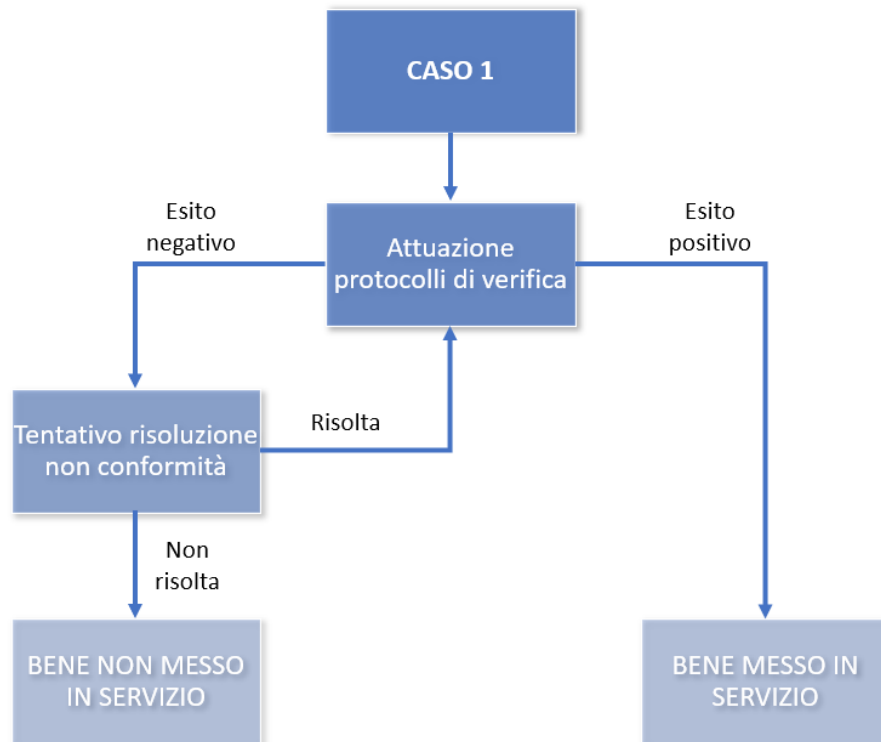 CASO 1
Esito
negativo
Attuazione
protocolli di verifica
Esito
positivo
Tentativo risoluzione
non conformità
Risolta
Non
risolta
BENE NON MESSO
IN SERVIZIO
BENE MESSO IN
SERVIZIO